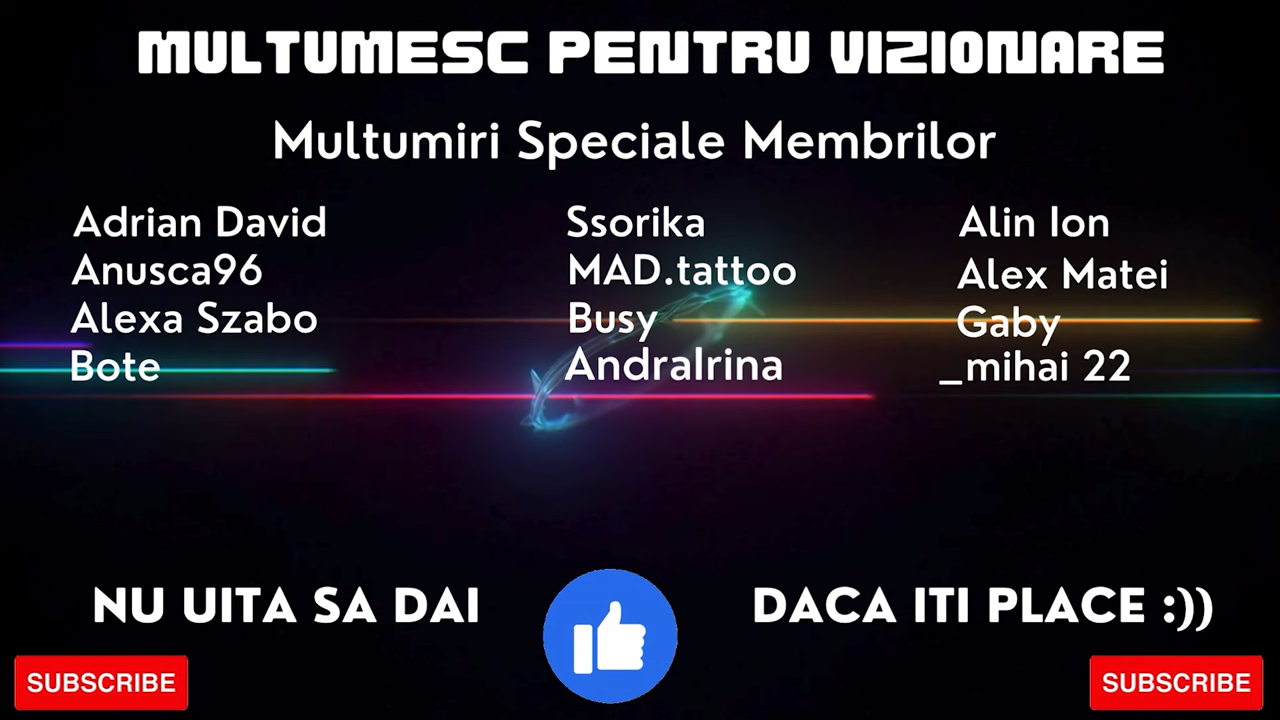 MULTUMESC PENTRU VIZIONARE
Multumiri Speciale Membrilor
Adrian David
Anusca96
Alexa Szabo
Bote
Ssorika
MAD.tattoo
Busy
AndraIrina
Alin Ion
Alex Matei
Gaby
_mihai 22
NU UITA SA DAI
DACA ITI PLACE :))
SUBSCRIBE
SUBSCRIBE